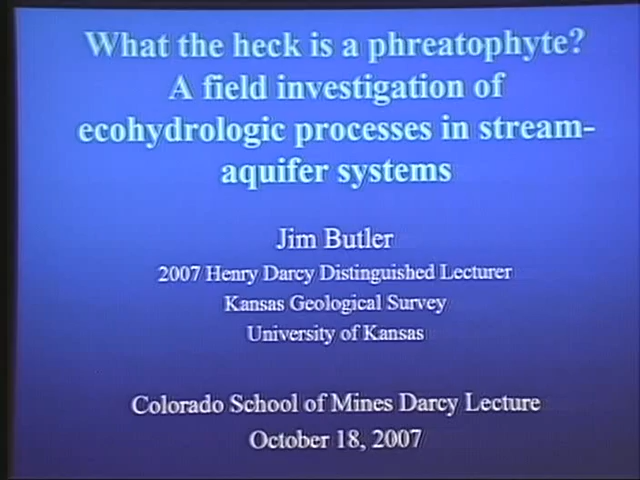 What the heck is a phreatophyte?
A field investigation of
ecohydrologic processes in stream-
aquifer systems
Jim Butler
2007 Henry Darcy Distinguished Lecturer
Kansas Geological Survey
University of Kansas
Colorado School of Mines Darcy Lecture
October 18, 2007